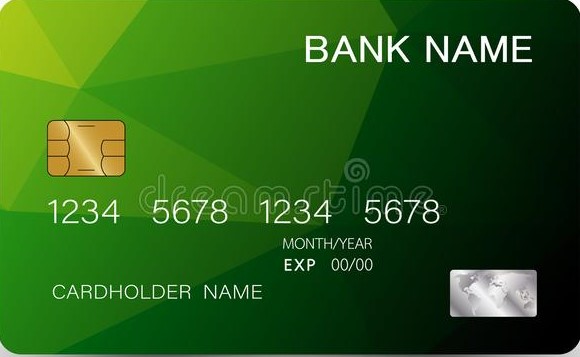 BANK NAME
dreamstime
1234 5678 1234 5678
MONTH/YEAR
EXP 00/00
CARDHOLDER NAME